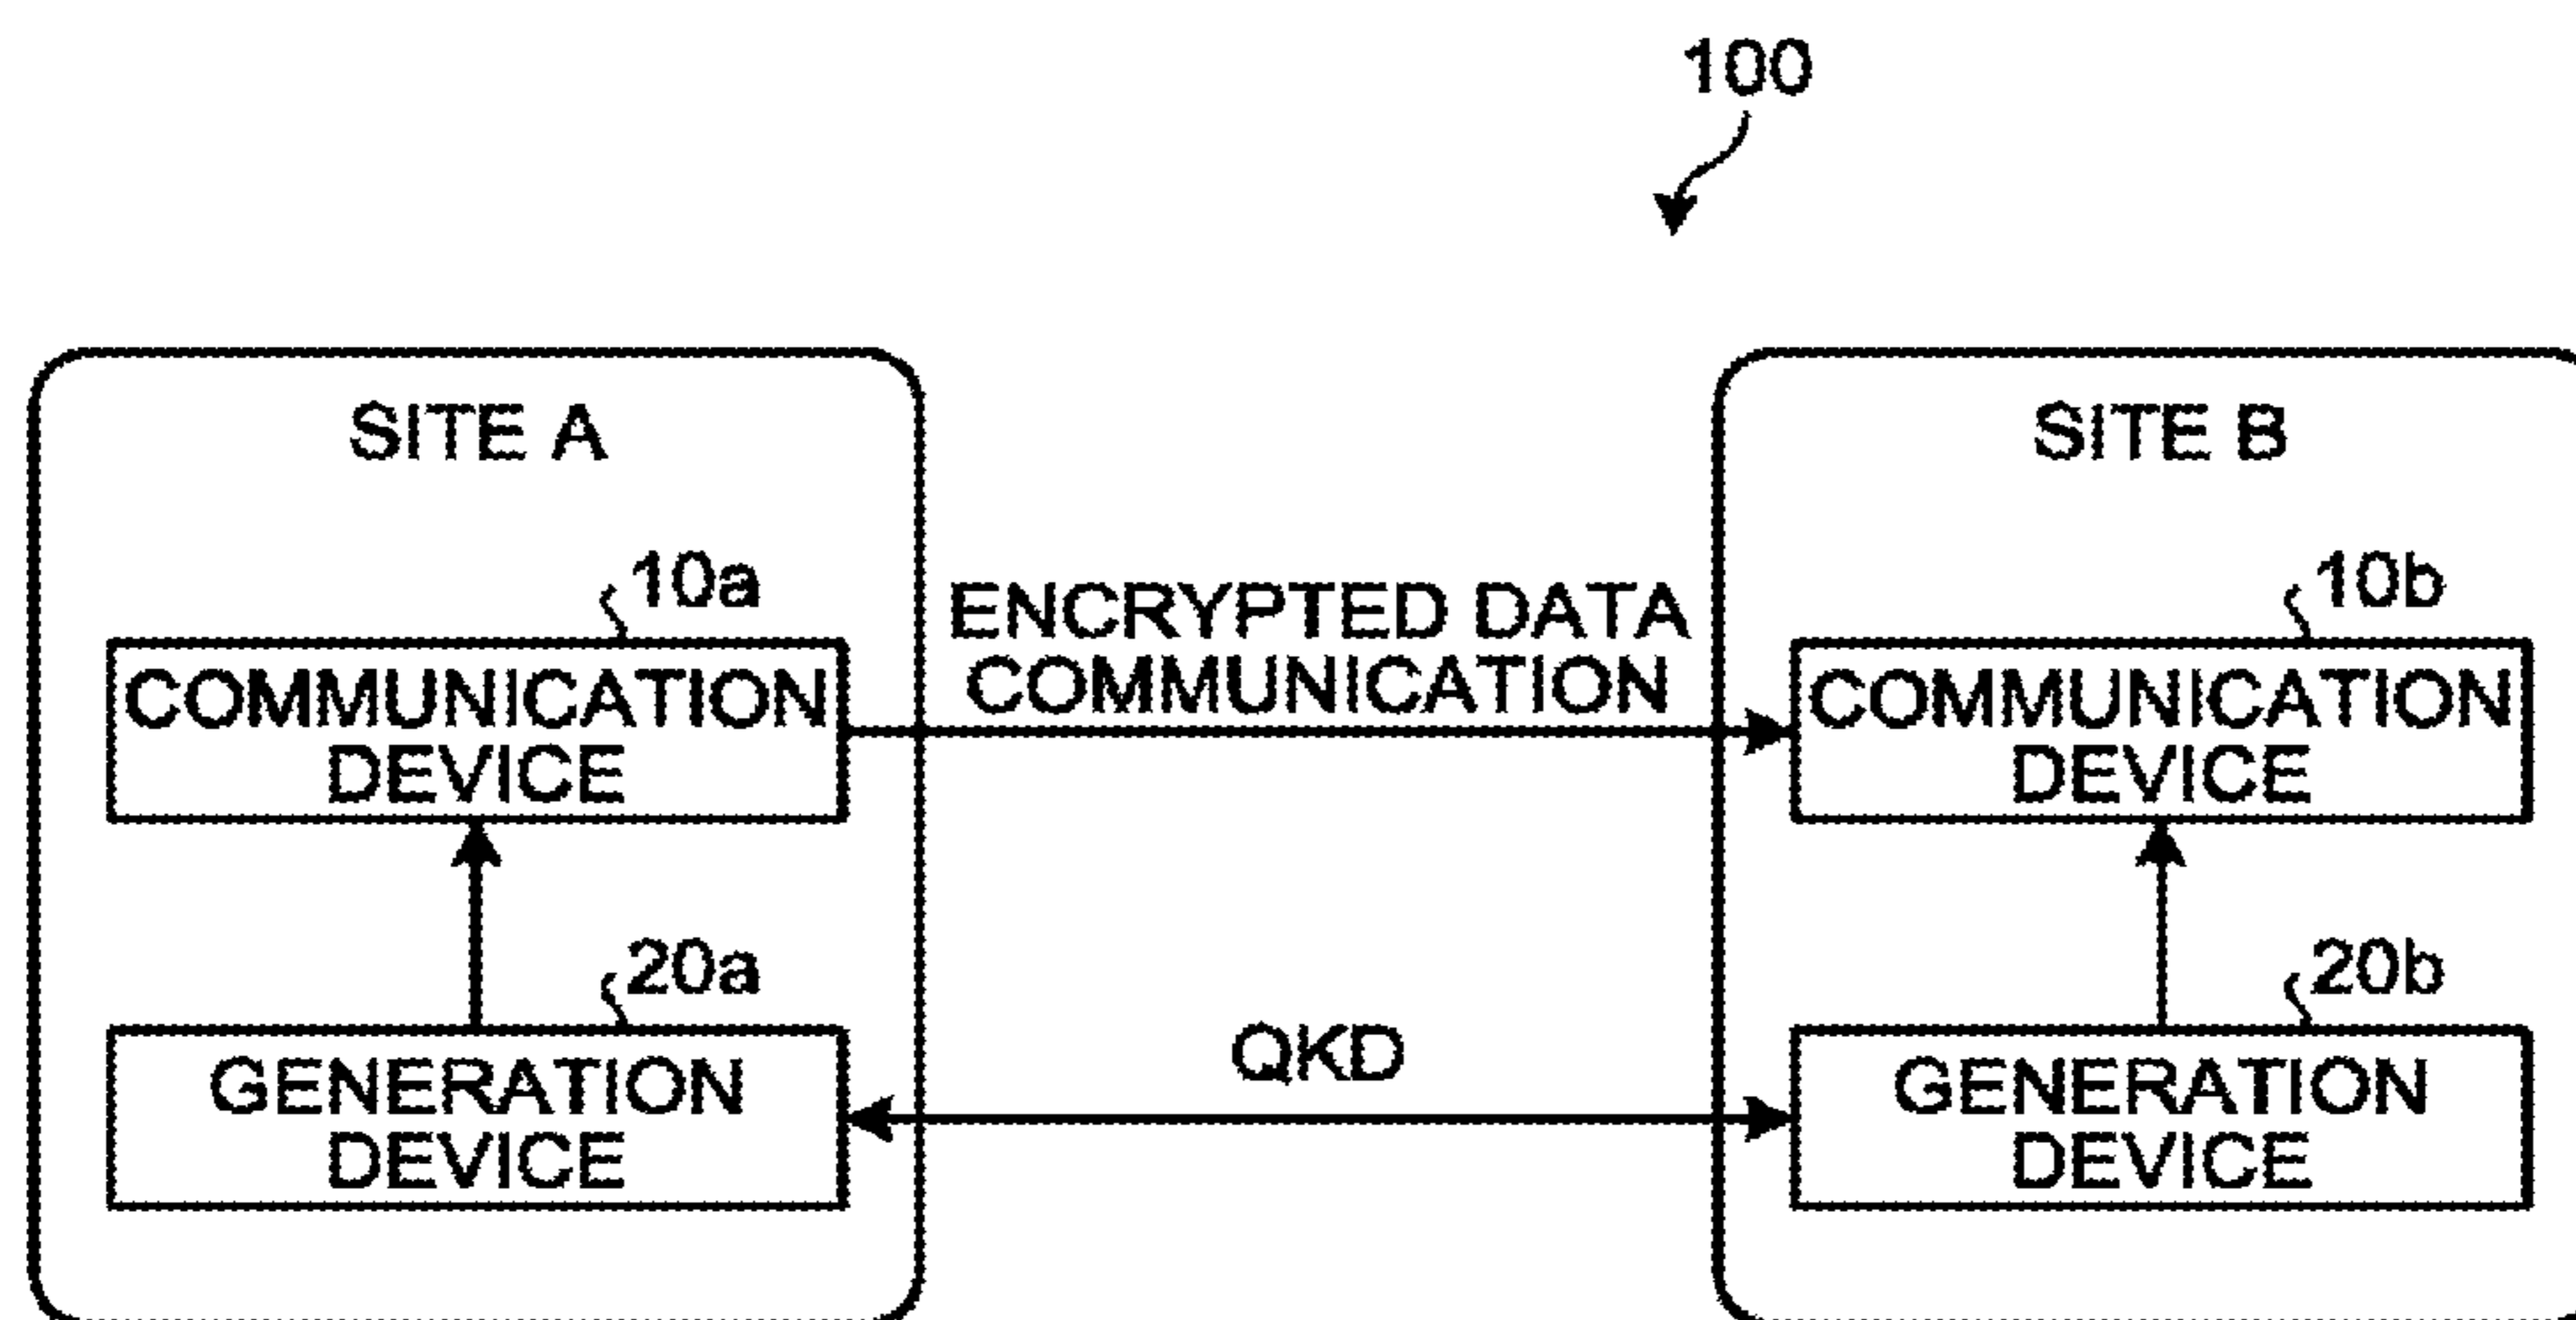 100
SITE A
SITE B
10a
10b
ENCRYPTED DATA
COMMUNICATION
COMMUNICATION
DEVICE
COMMUNICATION
DEVICE
20a
20b
GENERATION
DEVICE
QKD
GENERATION
DEVICE